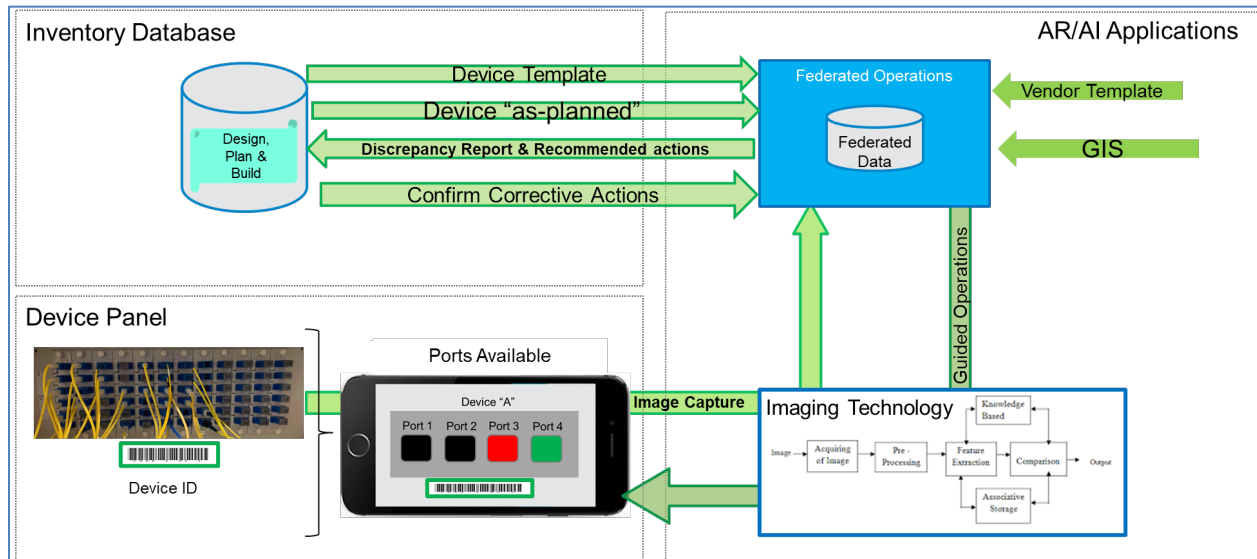 Inventory Database
AR/AI Applications
Device Template
Device “as-planned”
Discrepancy Report & Recommended actions
Confirm Corrective Actions
Design,
Plan &
Build
Federated Operations
Federated
Data
Vendor Template
GIS
Guided Operations
Device Panel
Device ID
Ports Available
Device “A”
Port 1
Port 2
Port 3
Port 4
Image Capture
Imaging Technology
Image
Acquiring
of Image
Pre -
Processing
Feature
Extraction
Knowledge
Based
Comparison
Associative
Storage
Output